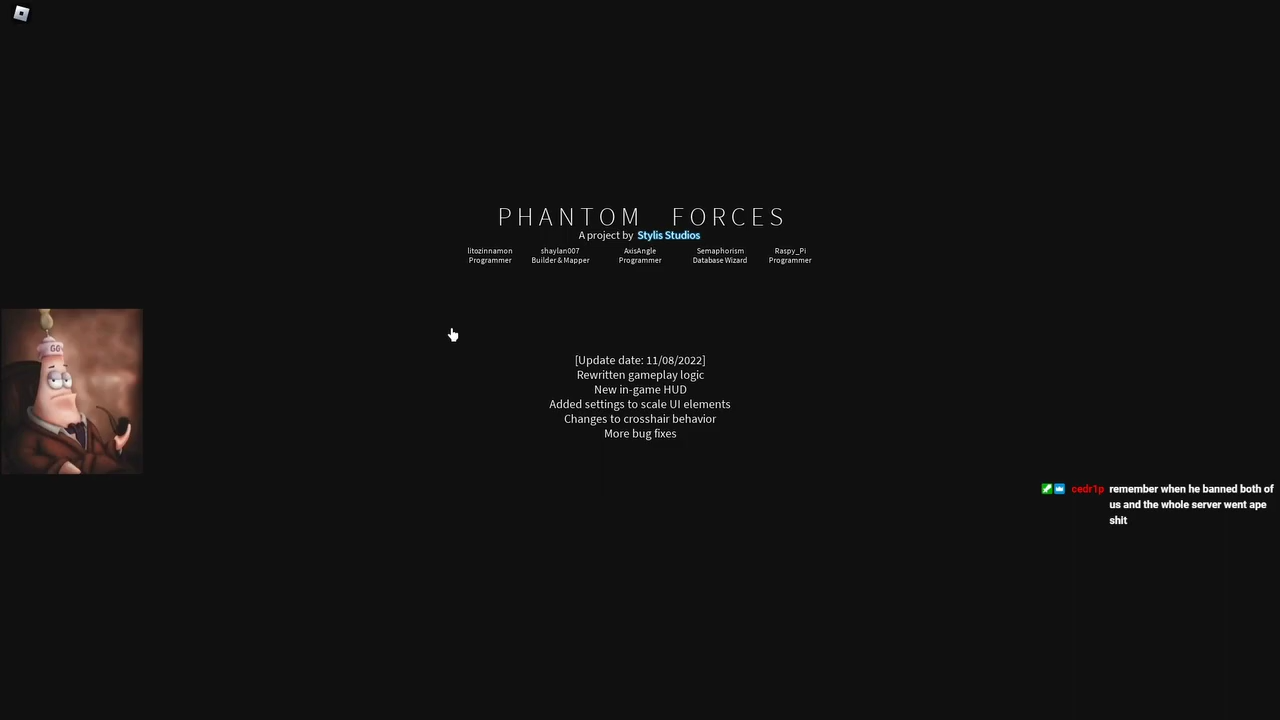 PHANTOM FORCES
A project by Stylis Studios
litozinnamon shaylan007 AxisAngle Semaphorism Raspy_Pi
Programmer Builder & Mapper Programmer Database Wizard Programmer
GG
[Update date: 11/08/2022]
Rewritten gameplay logic
New in-game HUD
Added settings to scale UI elements
Changes to crosshair behavior
More bug fixes
cedr1p remember when he banned both of
us and the whole server went ape
shit